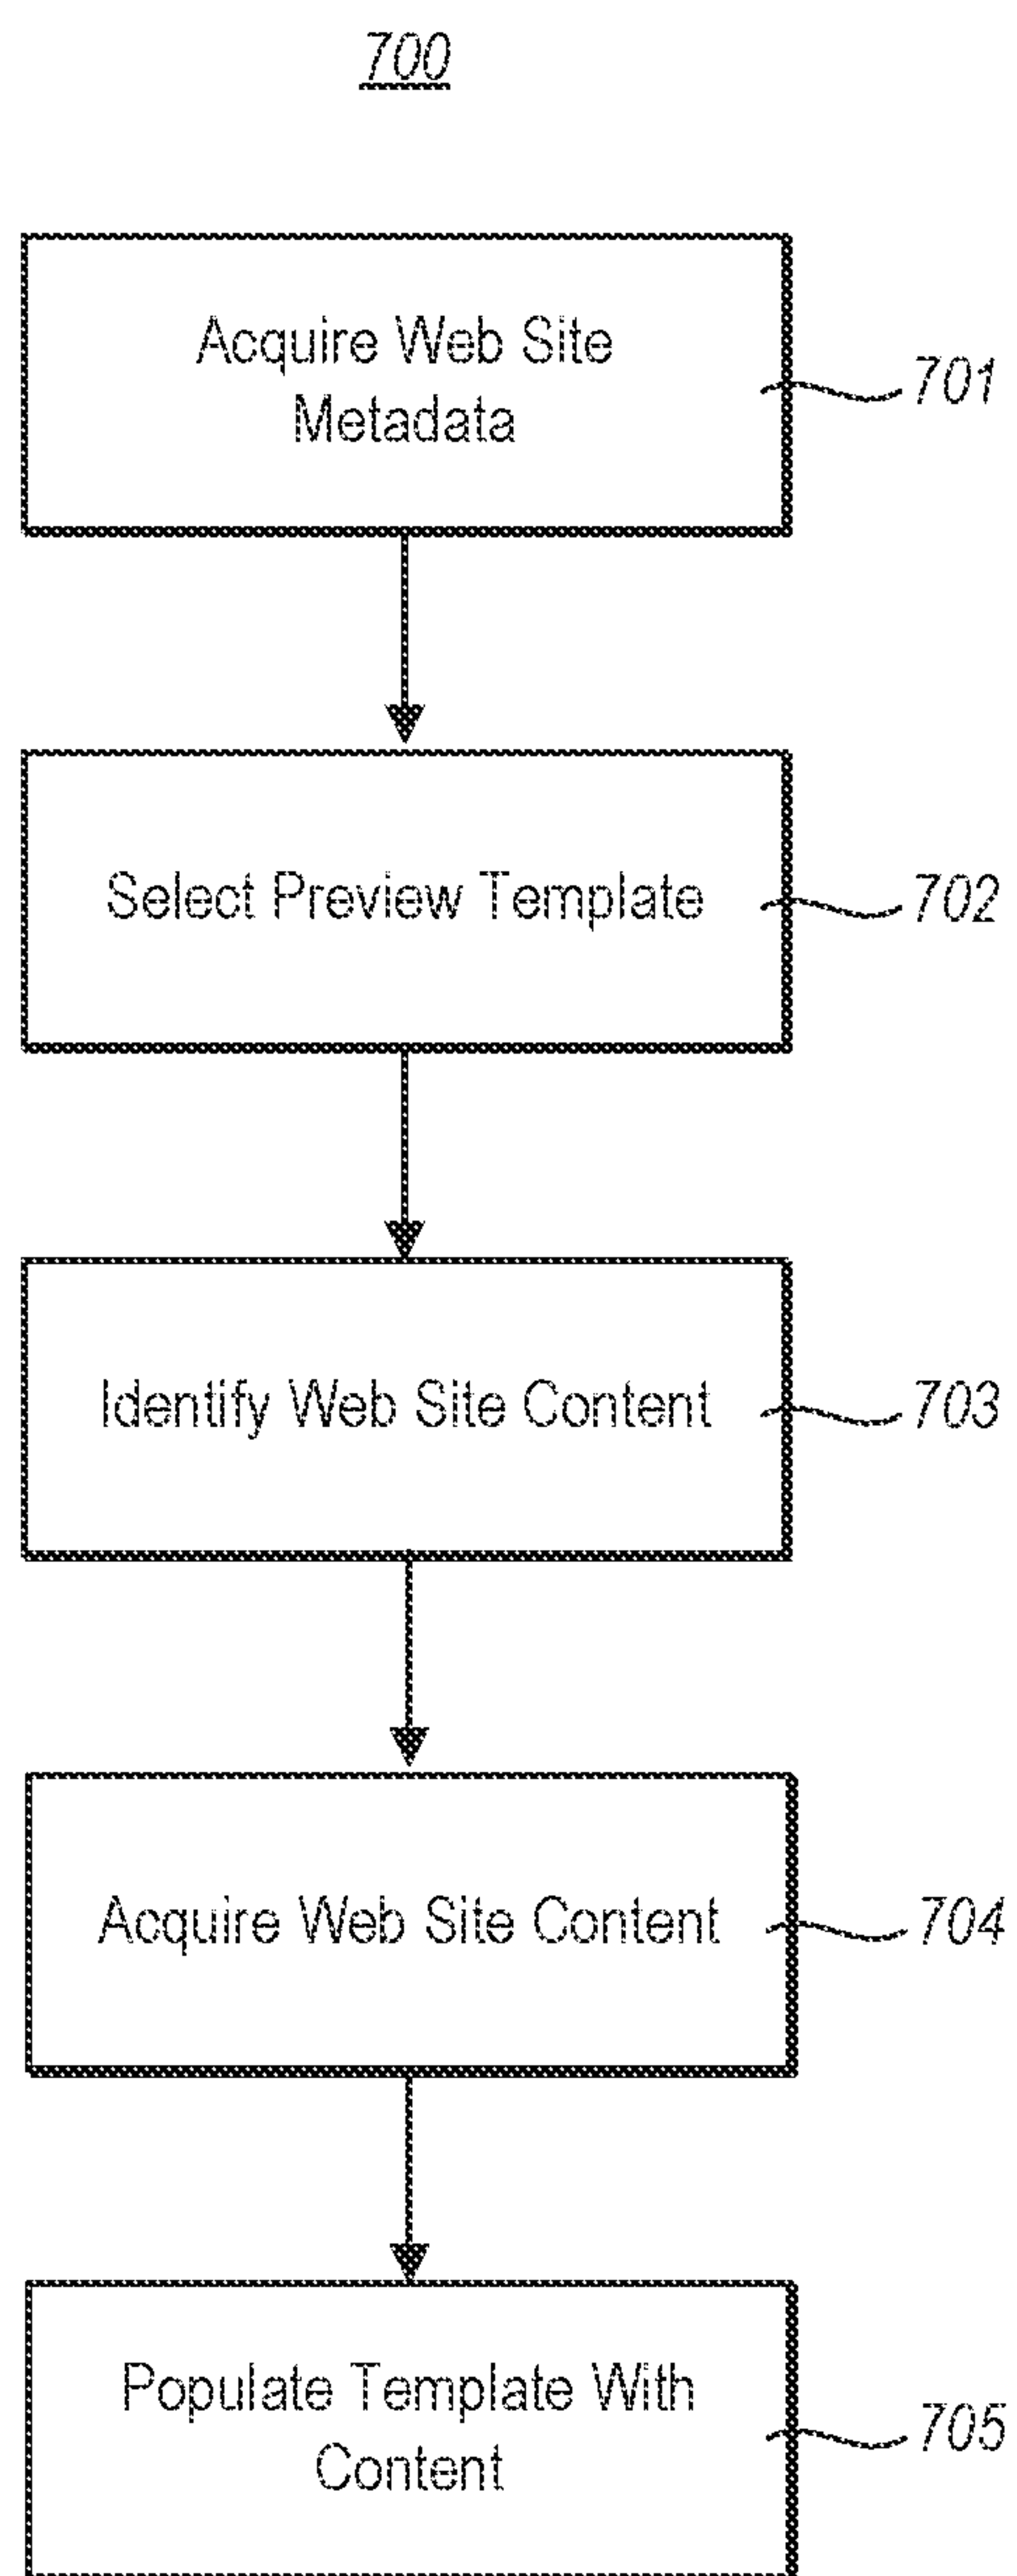 700
Acquire Web Site
Metadata
701
Select Preview Template
702
Identify Web Site Content
703
Acquire Web Site Content
704
Populate Template With
Content
705